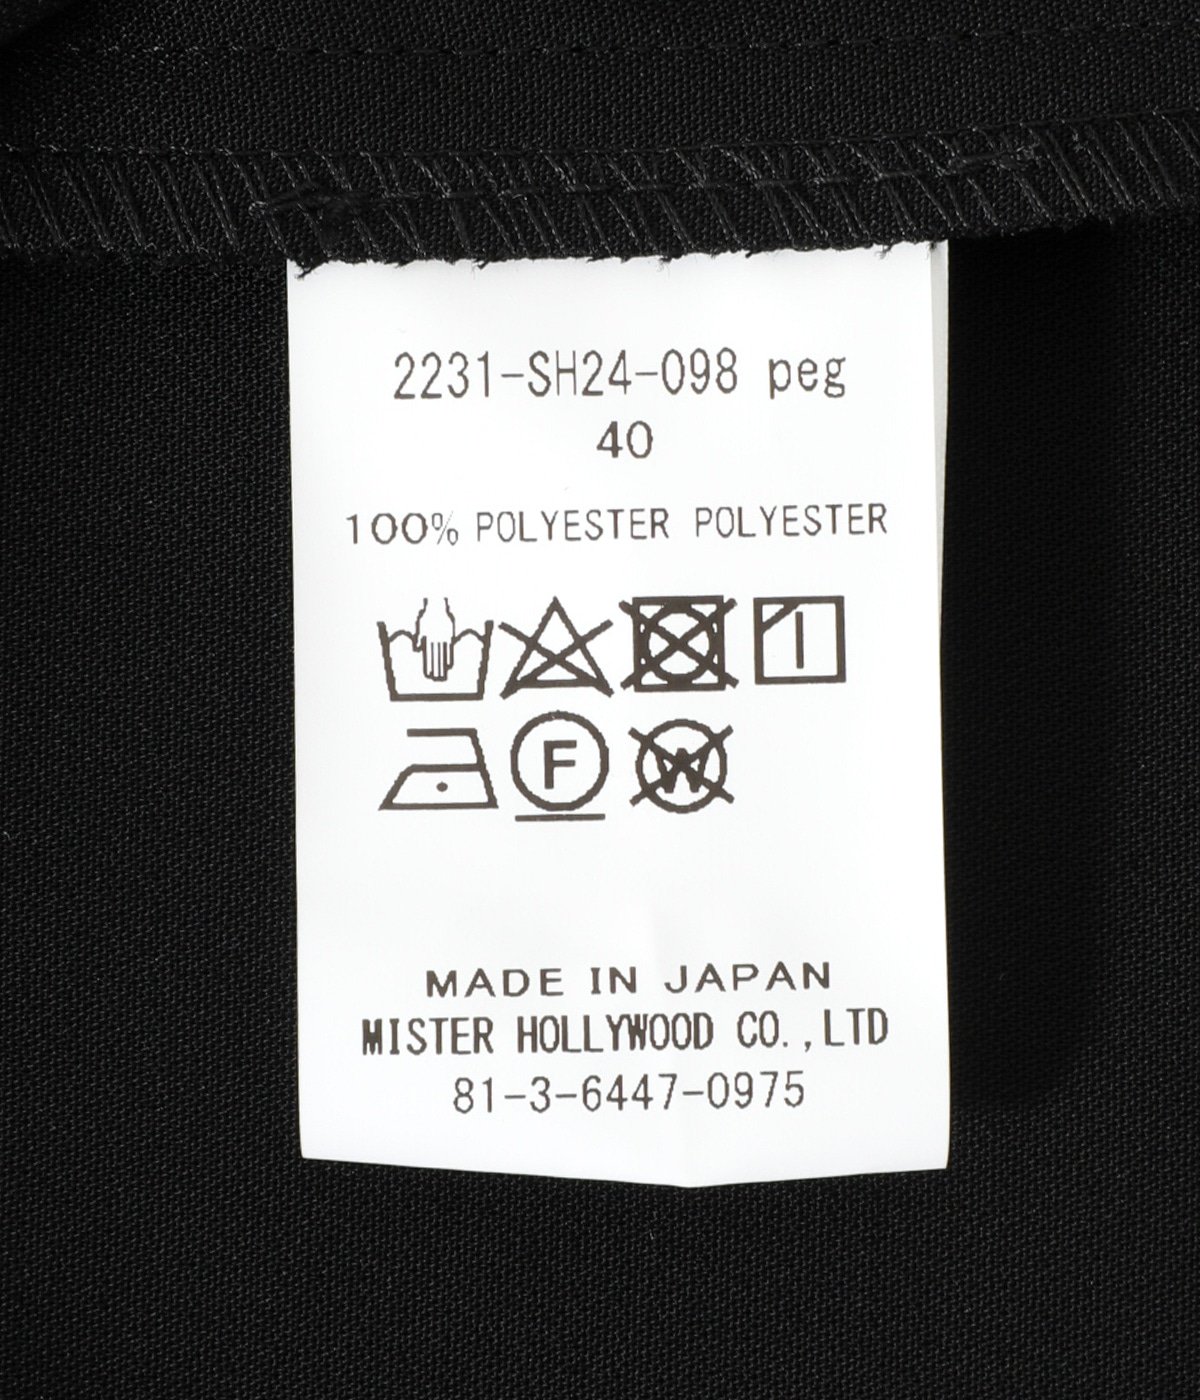 2231-SH24-098 peg
40
100% POLYESTER POLYESTER
F W
MADE IN JAPAN
MISTER HOLLYWOOD CO.,LTD
81-3-6447-0975